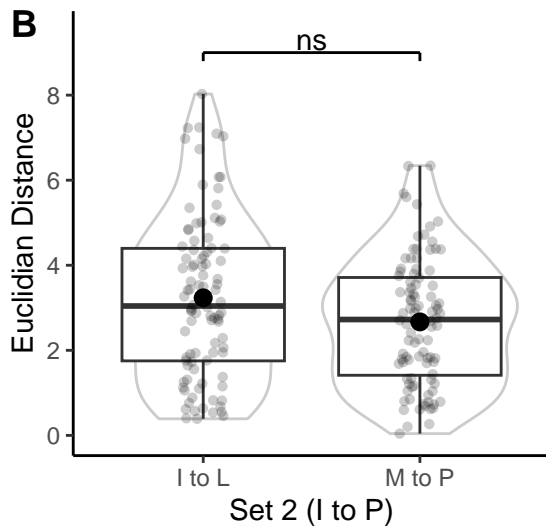 B
ns
Euclidian Distance
8
6
4
2
0
I to L
M to P
Set 2 (I to P)